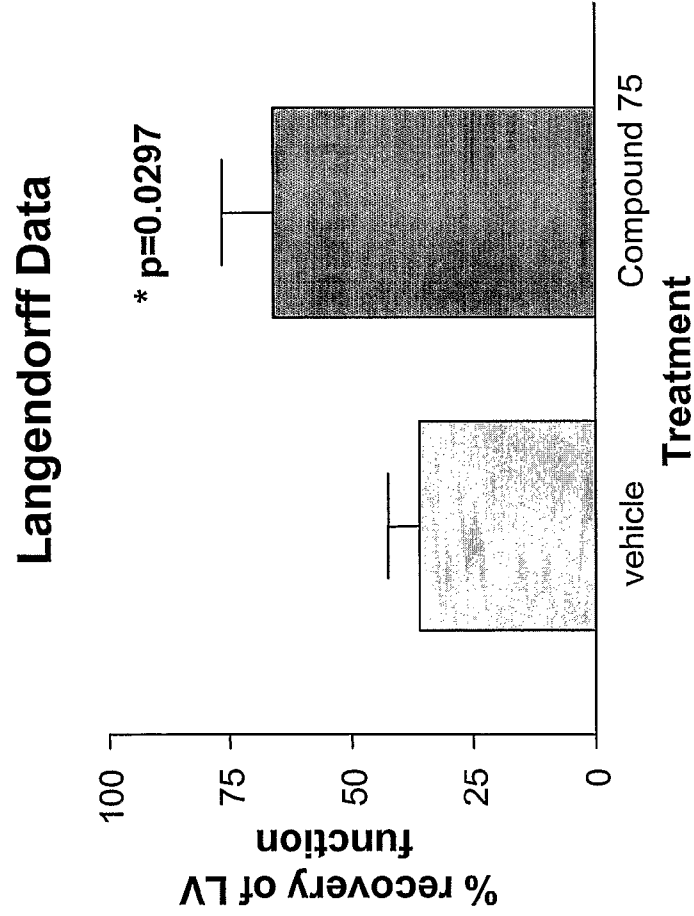 Langendorff Data
* p=0.0297
% recovery of LV
function
100
75
50
25
0
vehicle
Compound 75
Treatment